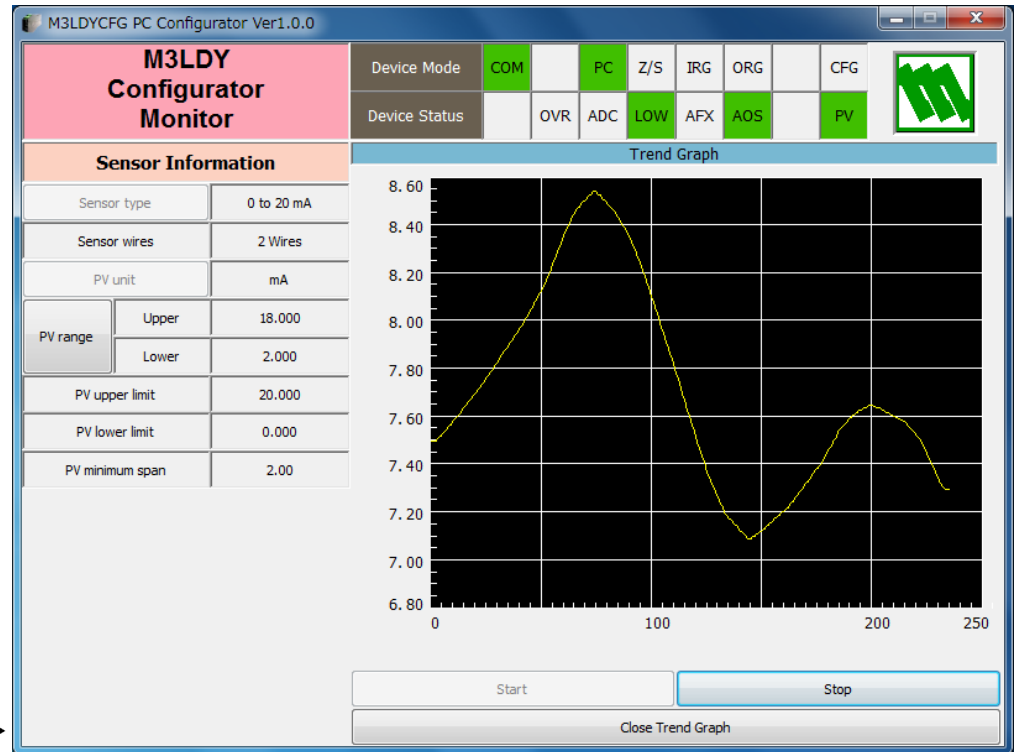 M3LDYCFG PC Configurator Ver1.0.0
M3LDY
Configurator
Monitor
Device Mode COM PC Z/S IRG ORG CFG
Device Status OVR ADC LOW AFX AOS PV
Sensor Information
Sensor type 0 to 20 mA
Sensor wires 2 Wires
PV unit mA
PV range Upper 18.000
Lower 2.000
PV upper limit 20.000
PV lower limit 0.000
PV minimum span 2.00
Trend Graph
8.60
8.40
8.20
8.00
7.80
7.60
7.40
7.20
7.00
6.80
0 100 200 250
Start Stop
Close Trend Graph